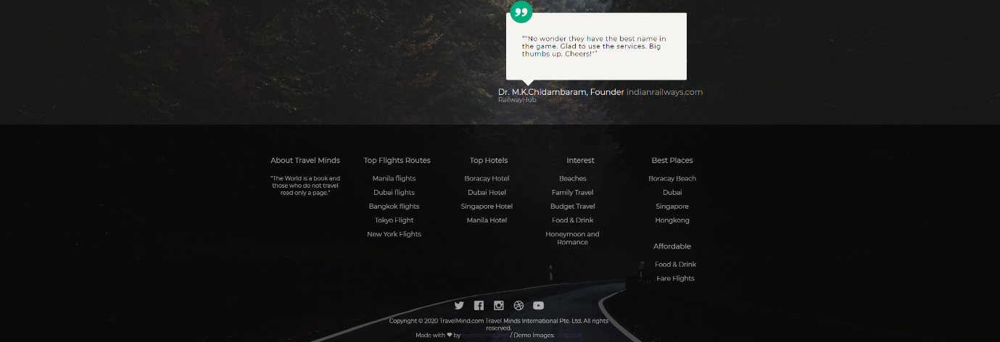 ““No wonder they have the best name in
the game. Glad to use the services. Big
thumbs up. Cheers!"”
Dr. M.K.Chidambaram, Founder indianrailways.com
RailwayHub
About Travel Minds
“The World is a book and
those who do not travel
read only a page.”
Top Flights Routes
Manila flights
Dubai flights
Bangkok flights
Tokyo Flight
New York Flights
Top Hotels
Boracay Hotel
Dubai Hotel
Singapore Hotel
Manila Hotel
Interest
Beaches
Family Travel
Budget Travel
Food & Drink
Honeymoon and
Romance
Best Places
Boracay Beach
Dubai
Singapore
Hongkong
Affordable
Food & Drink
Fare Flights
Copyright © 2020 TravelMind.com Travel Minds International Pte. Ltd. All rights
reserved.
Made with ❤ by / Demo Images: Unsplash